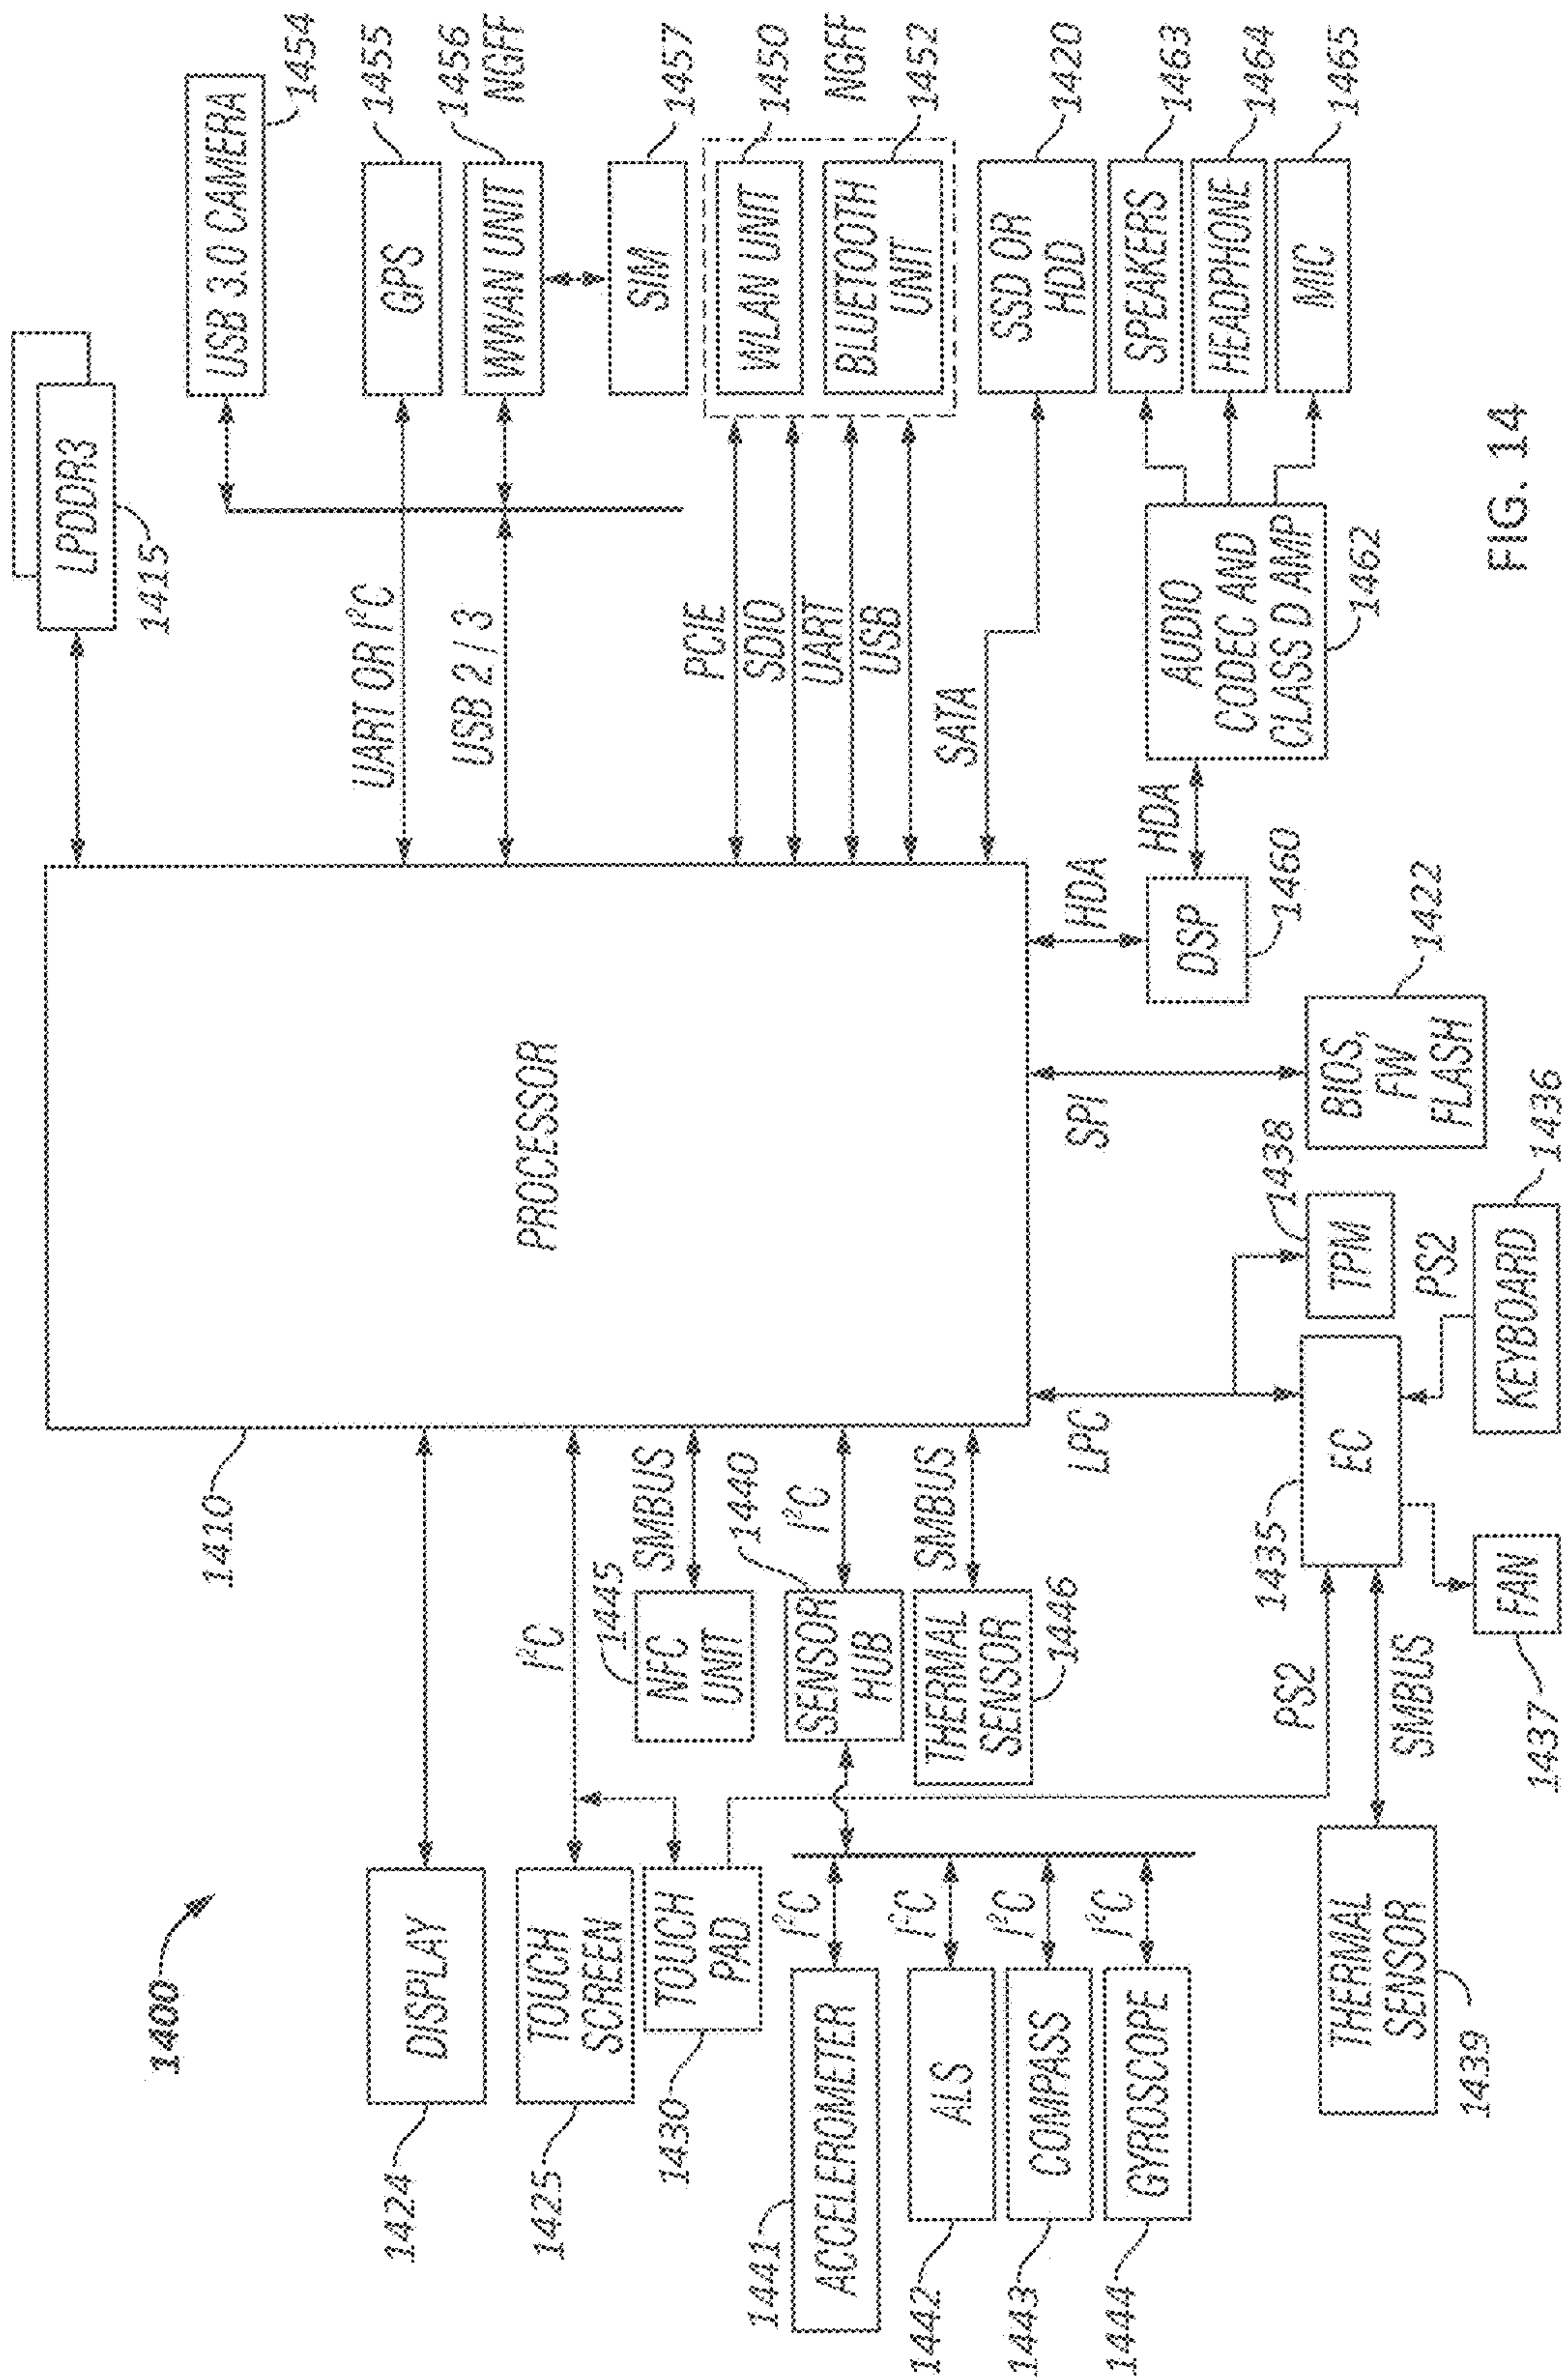 1400
LPDDR3
1415
1410
PROCESSOR
USB 3.0 CAMERA
1454
DISPLAY
1424
UART OR I²C
GPS
1455
I²C
TOUCH
SCREEN
1425
USB 2 / 3
WWAN UNIT
1456
NGFF
TOUCH
PAD
1430
1445
NFC
UNIT
SMBUS
SIM
1457
1440
SENSOR
HUB
I²C
PCIE
SDIO
UART
USB
WLAN UNIT
1450
NGFF
BLUETOOTH
UNIT
1452
1441
ACCELEROMETER
I²C
THERMAL
SENSOR
1446
SMBUS
SATA
SSD OR
HDD
1420
1442
ALS
I²C
1443
COMPASS
I²C
1444
GYROSCOPE
I²C
LPC
SPI
HDA
DSP
1460
HDA
AUDIO
CODEC AND
CLASS D AMP
1462
SPEAKERS
1463
HEADPHONE
1464
MIC
1465
THERMAL
SENSOR
1439
PS2
SMBUS
1435
EC
TPM
1438
BIOS,
FW
FLASH
1422
FAN
1437
PS2
KEYBOARD
1436
FIG. 14